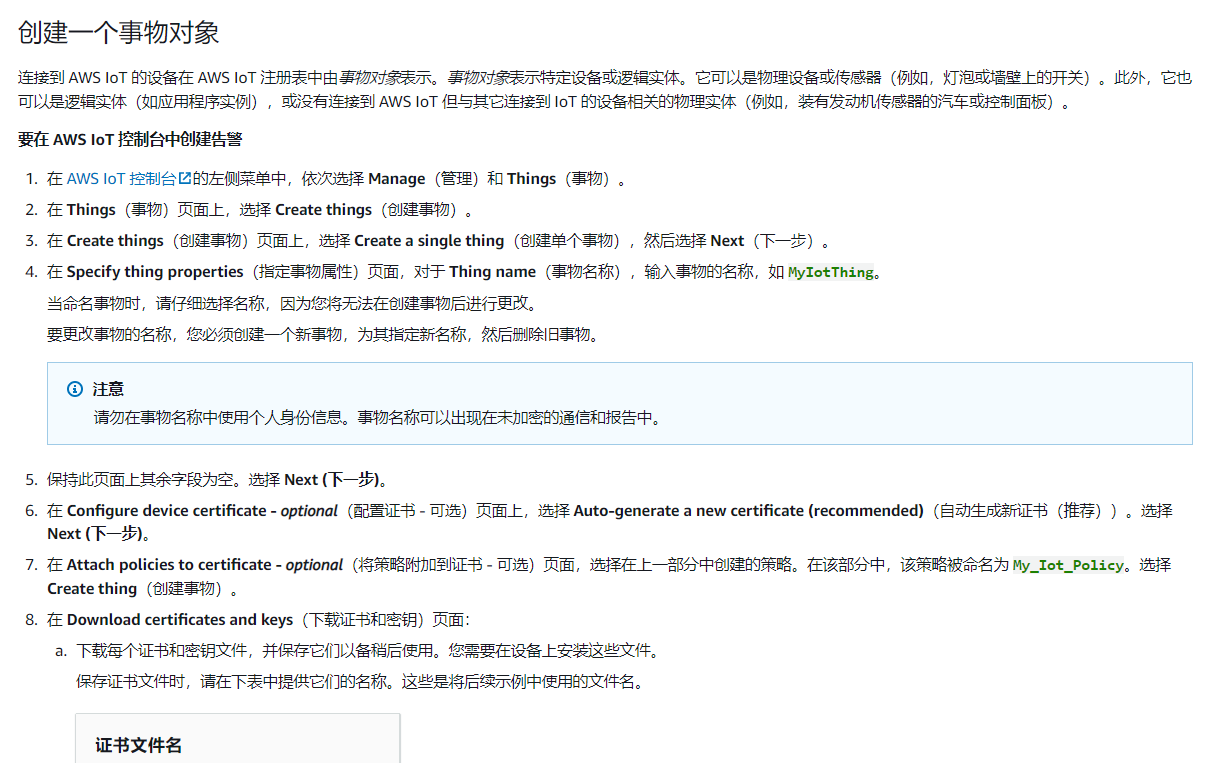 创建一个事物对象
连接到 AWS IoT 的设备在 AWS IoT 注册表中由事物对象表示。事物对象表示特定设备或逻辑实体。它可以是物理设备或传感器（例如，灯泡或墙壁上的开关）。此外，它也
可以是逻辑实体（如应用程序实例），或没有连接到 AWS IoT 但与其它连接到 IoT 的设备相关的物理实体（例如，装有发动机传感器的汽车或控制面板）。
要在 AWS IoT 控制台中创建告警
1. 在 AWS IoT 控制台的左侧菜单中，依次选择 Manage（管理）和 Things（事物）。
2. 在 Things（事物）页面上，选择 Create things（创建事物）。
3. 在 Create things（创建事物）页面上，选择 Create a single thing（创建单个事物），然后选择 Next（下一步）。
4. 在 Specify thing properties（指定事物属性）页面，对于 Thing name（事物名称），输入事物的名称，如 MyIotThing。
当命名事物时，请仔细选择名称，因为您将无法在创建事物后进行更改。
要更改事物的名称，您必须创建一个新事物，为其指定新名称，然后删除旧事物。
注意
请勿在事物名称中使用个人身份信息。事物名称可以出现在未加密的通信和报告中。
5. 保持此页面上其余字段为空。选择 Next (下一步)。
6. 在 Configure device certificate - optional（配置证书 - 可选）页面上，选择 Auto-generate a new certificate (recommended)（自动生成新证书（推荐））。选择
Next (下一步)。
7. 在 Attach policies to certificate - optional（将策略附加到证书 - 可选）页面，选择在上一部分中创建的策略。在该部分中，该策略被命名为 My_Iot_Policy。选择
Create thing（创建事物）。
8. 在 Download certificates and keys（下载证书和密钥）页面：
a. 下载每个证书和密钥文件，并保存它们以备稍后使用。您需要在设备上安装这些文件。
保存证书文件时，请在下表中提供它们的名称。这些是将后续示例中使用的文件名。
证书文件名